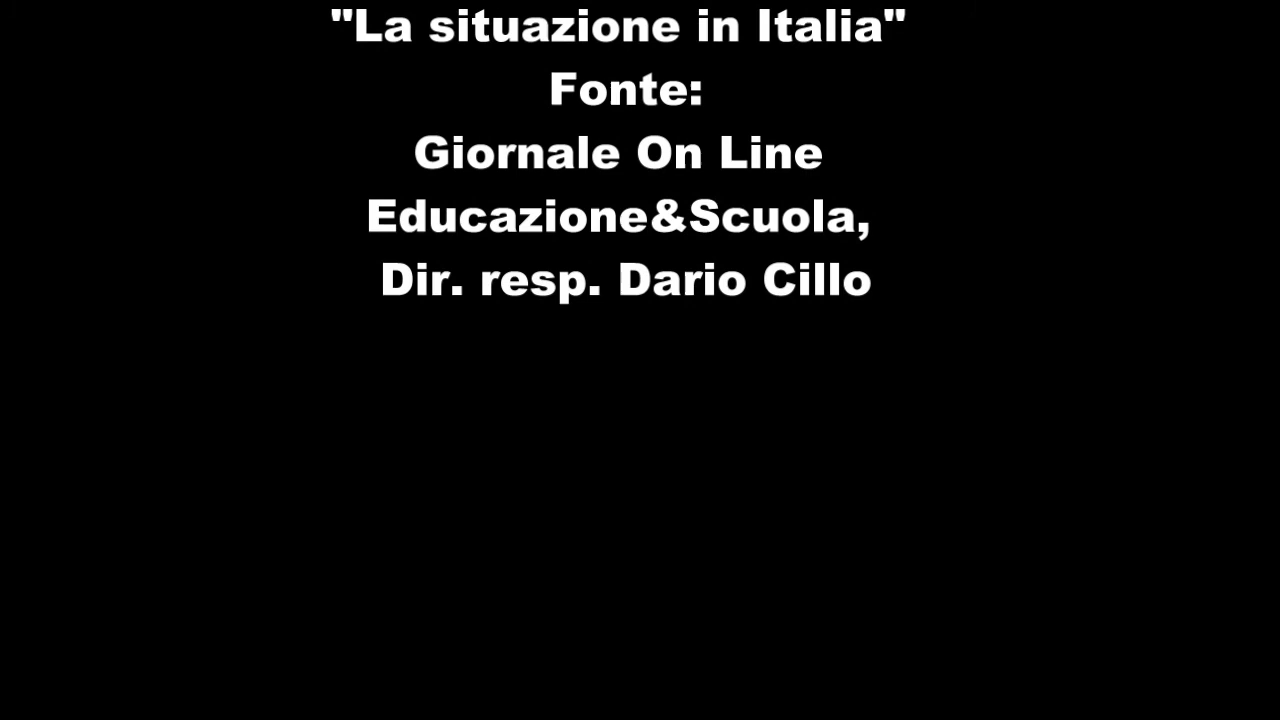 "La situazione in Italia"
Fonte:
Giornale On Line
Educazione&Scuola,
Dir. resp. Dario Cillo